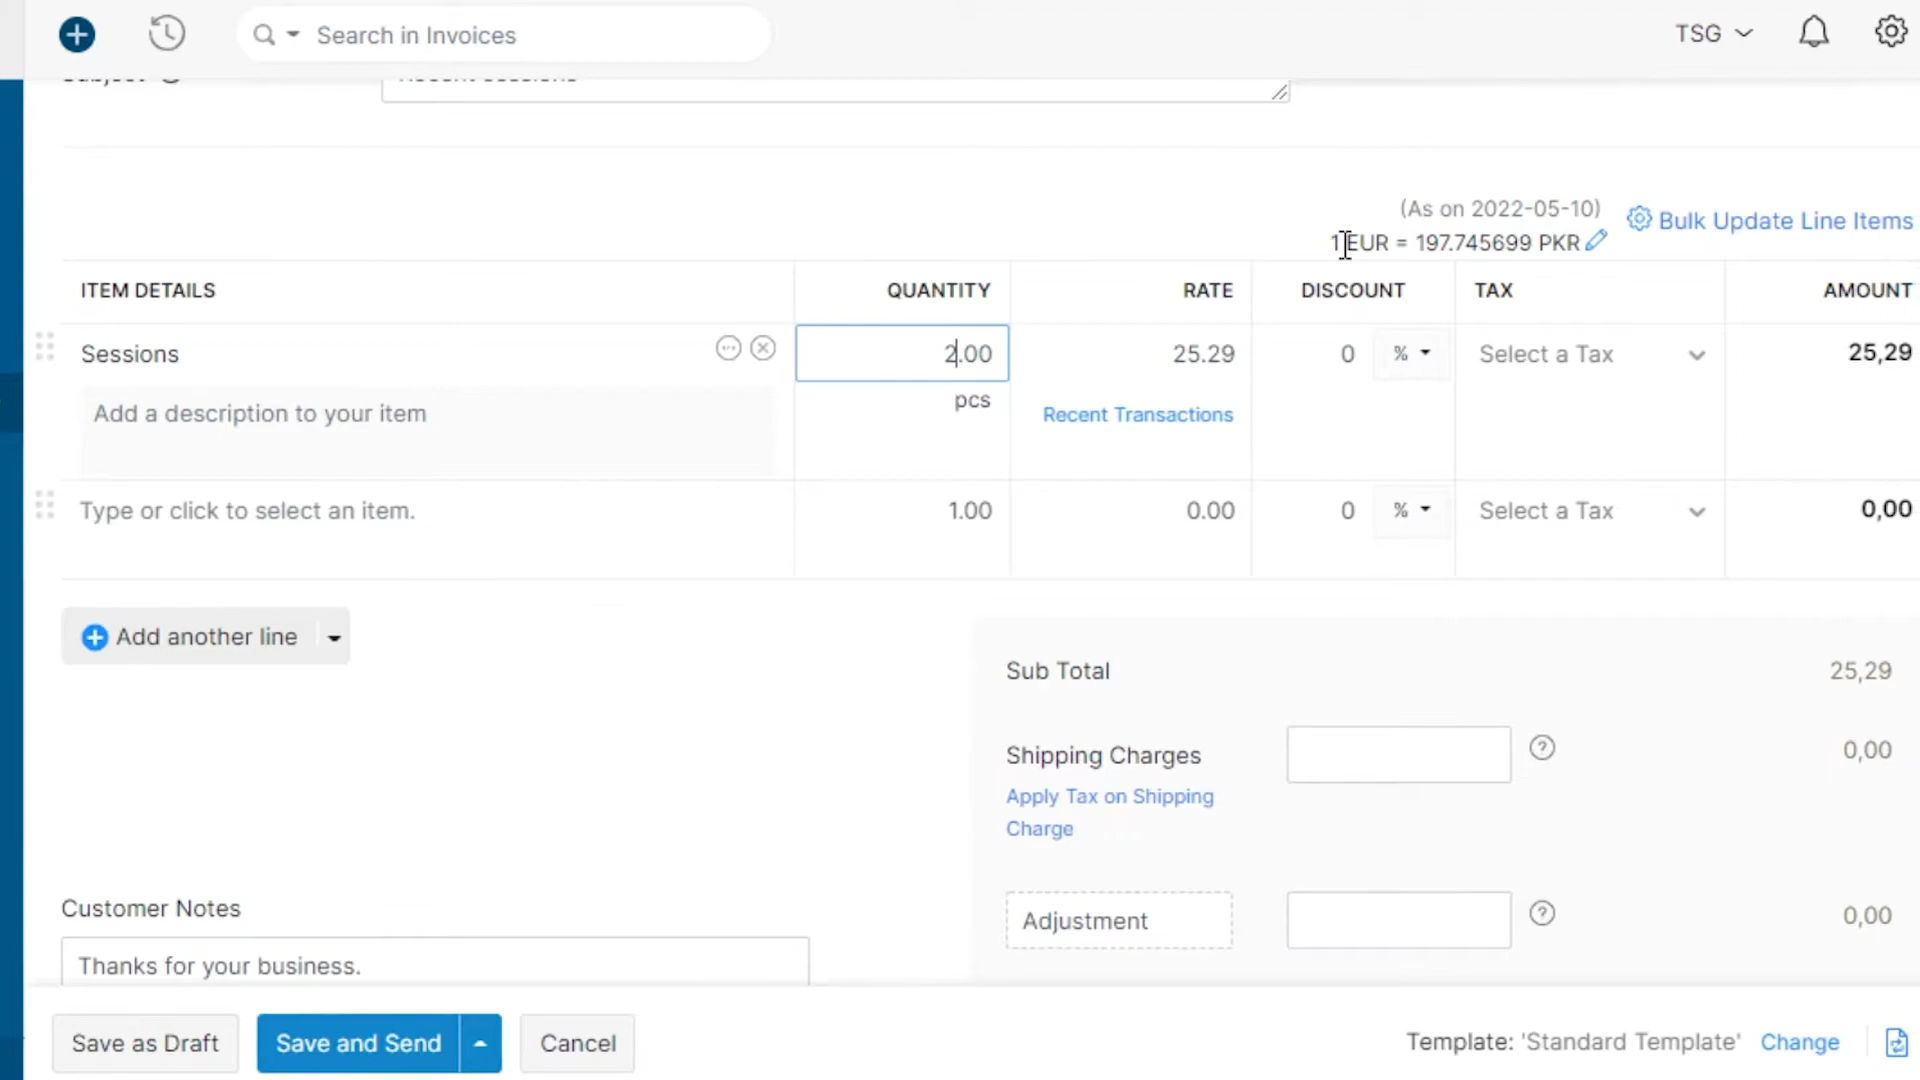 Search in Invoices
TSG
(As on 2022-05-10)
1 EUR = 197.745699 PKR
Bulk Update Line Items
ITEM DETAILS QUANTITY RATE DISCOUNT TAX AMOUNT
Sessions 2.00 25.29 0 % Select a Tax 25,29
Add a description to your item pcs Recent Transactions
Type or click to select an item. 1.00 0.00 0 % Select a Tax 0,00
Add another line
Sub Total 25,29
Shipping Charges 0,00
Apply Tax on Shipping
Charge
Adjustment 0,00
Customer Notes
Thanks for your business.
Save as Draft Save and Send Cancel Template: 'Standard Template' Change